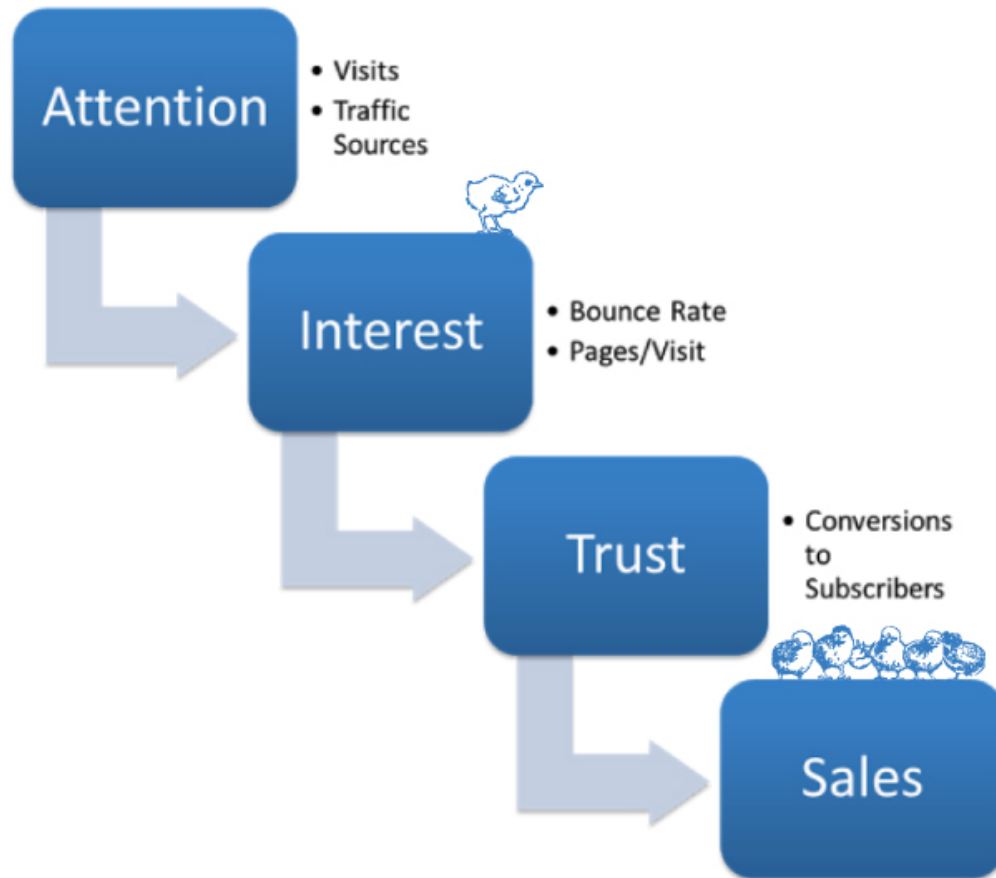 Attention
• Visits
• Traffic
Sources
Interest
• Bounce Rate
• Pages/Visit
Trust
• Conversions
to
Subscribers
Sales